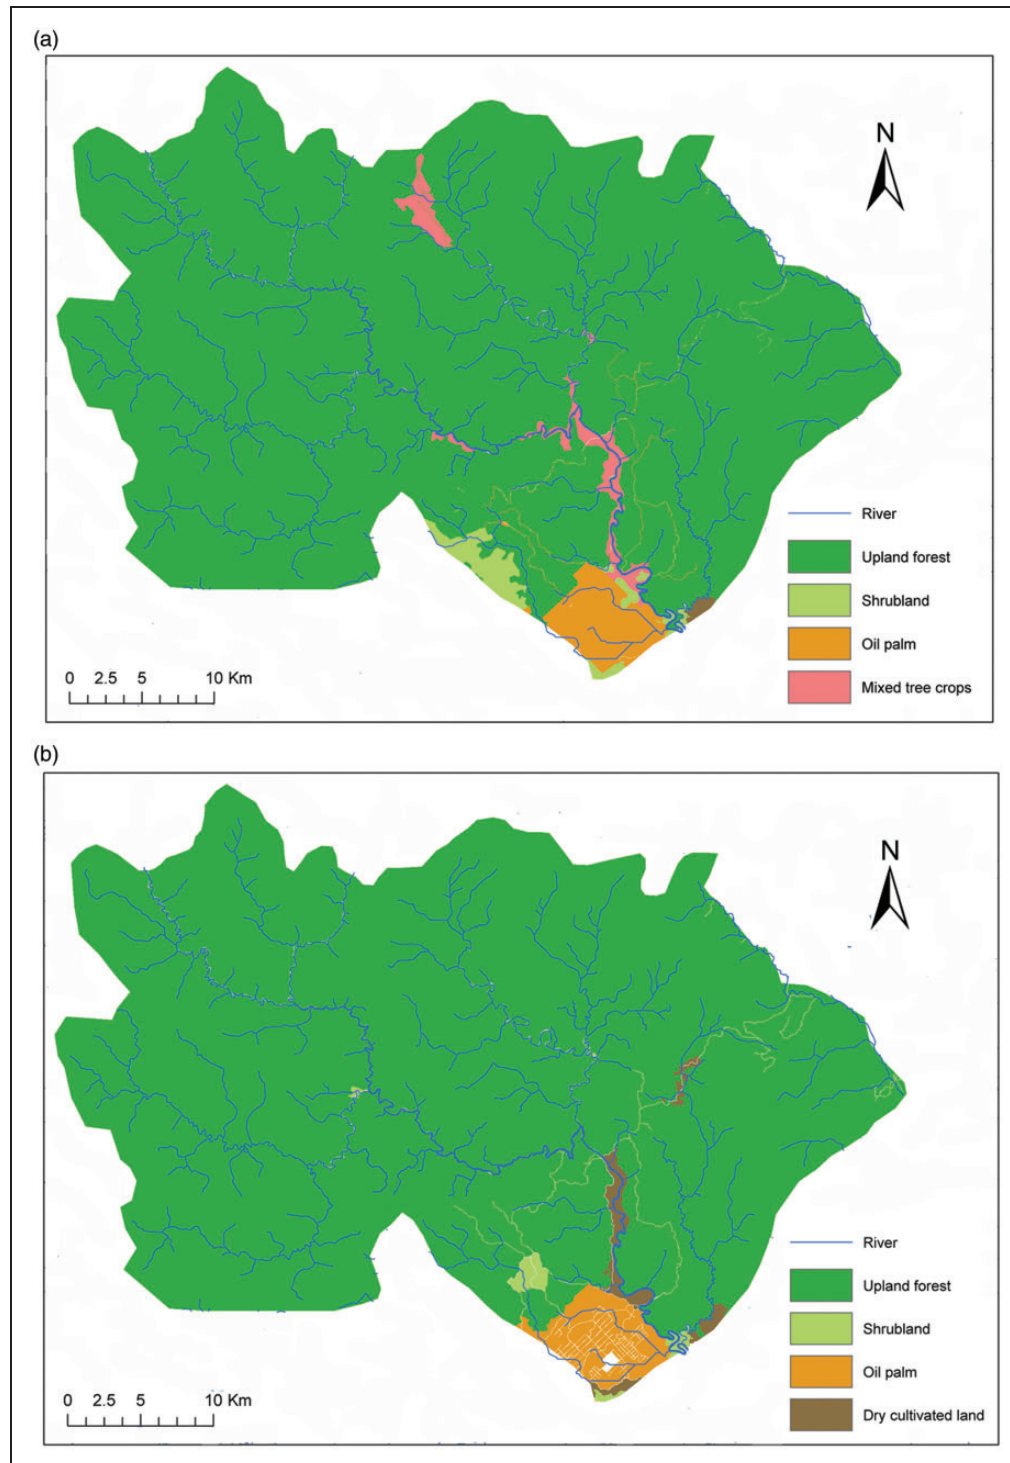 (a)
N
River
Upland forest
Shrubland
Oil palm
Mixed tree crops
0 2.5 5 10 Km
(b)
N
River
Upland forest
Shrubland
Oil palm
Dry cultivated land
0 2.5 5 10 Km